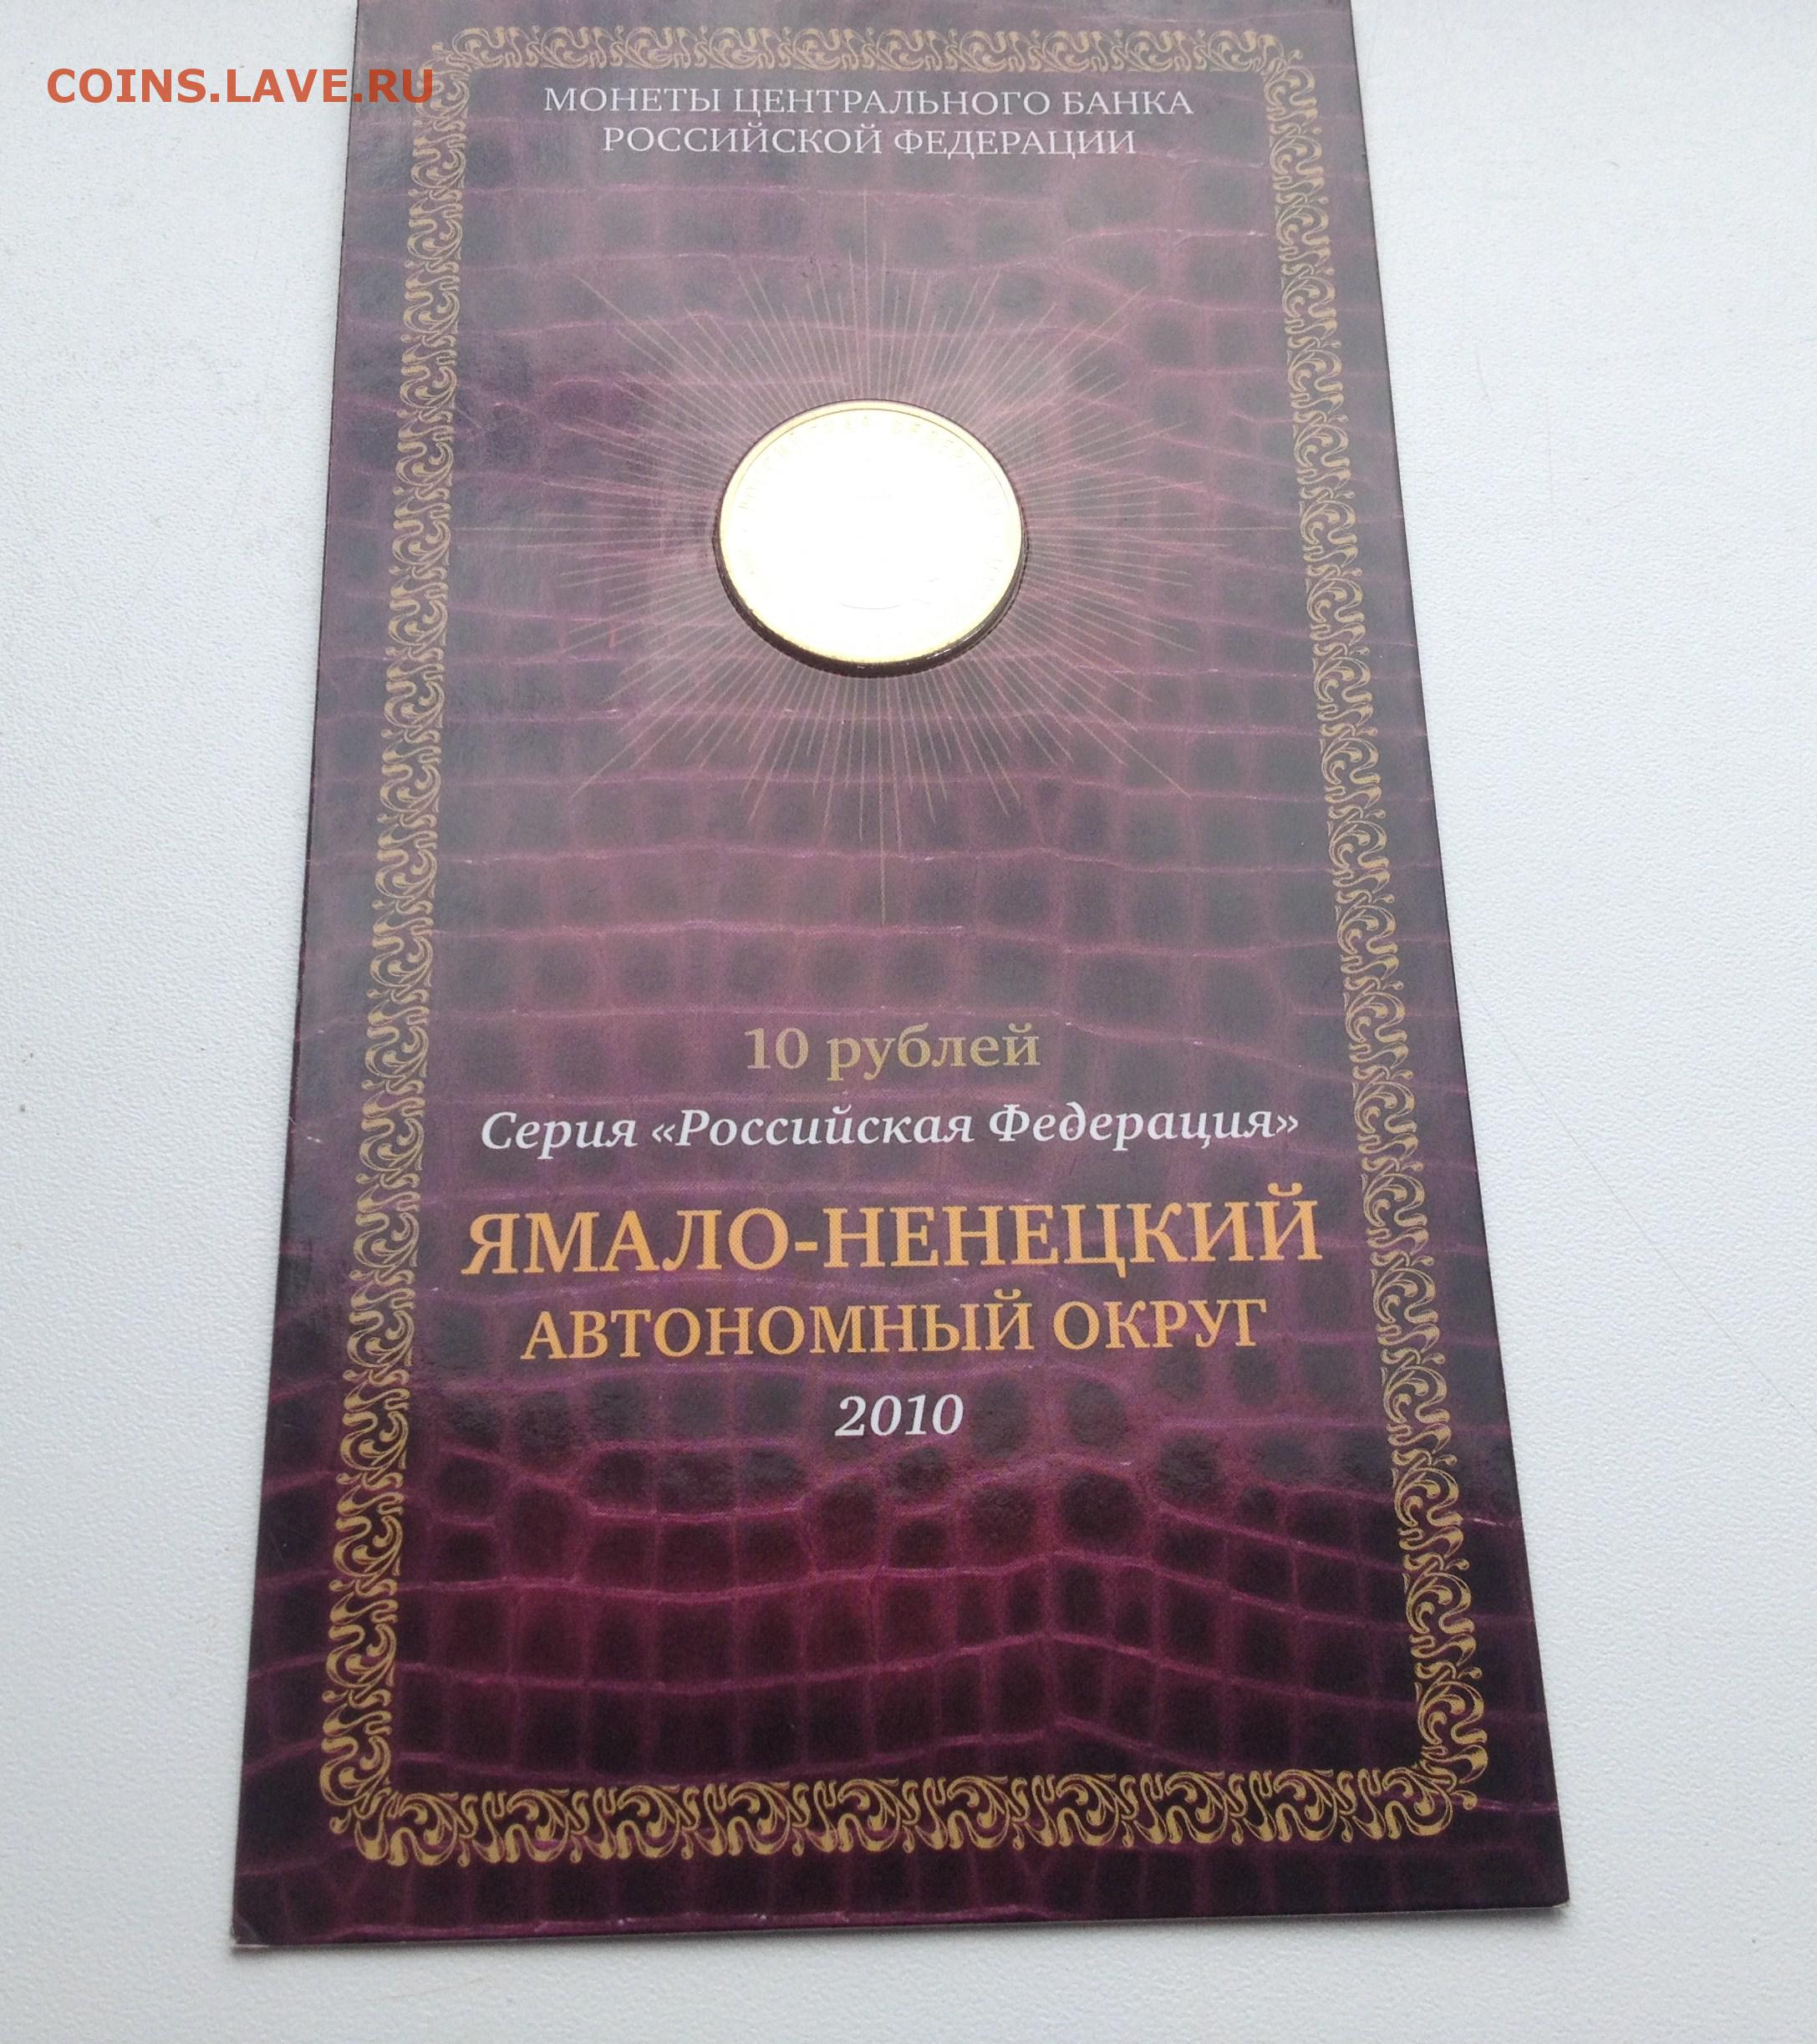 COINS.LAVE.RU
МОНЕТЫ ЦЕНТРАЛЬНОГО БАНКА
РОССИЙСКОЙ ФЕДЕРАЦИИ
10 рублей
Серия «Российская Федерация»
ЯМАЛО-НЕНЕЦКИЙ
АВТОНОМНЫЙ ОКРУГ
2010